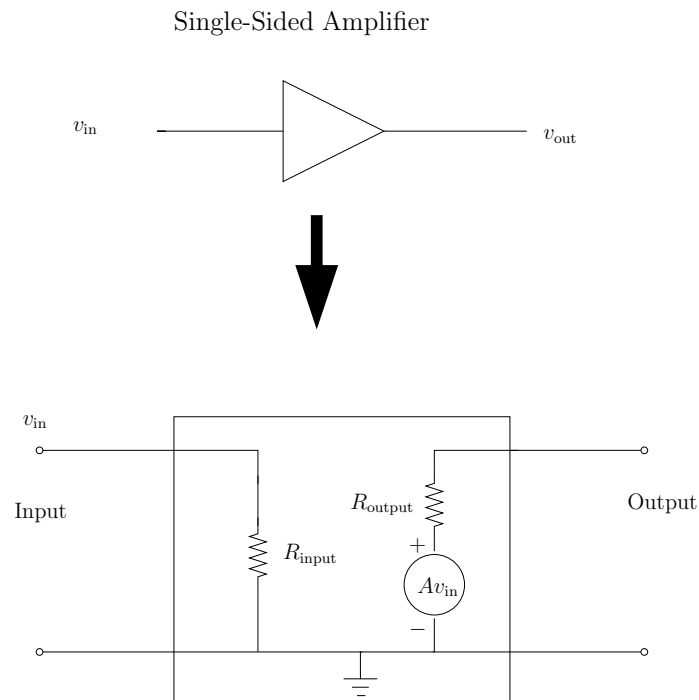 Single-Sided Amplifier
v_in
v_out
v_in
Input
R_output
Output
+
R_input
Av_in
−